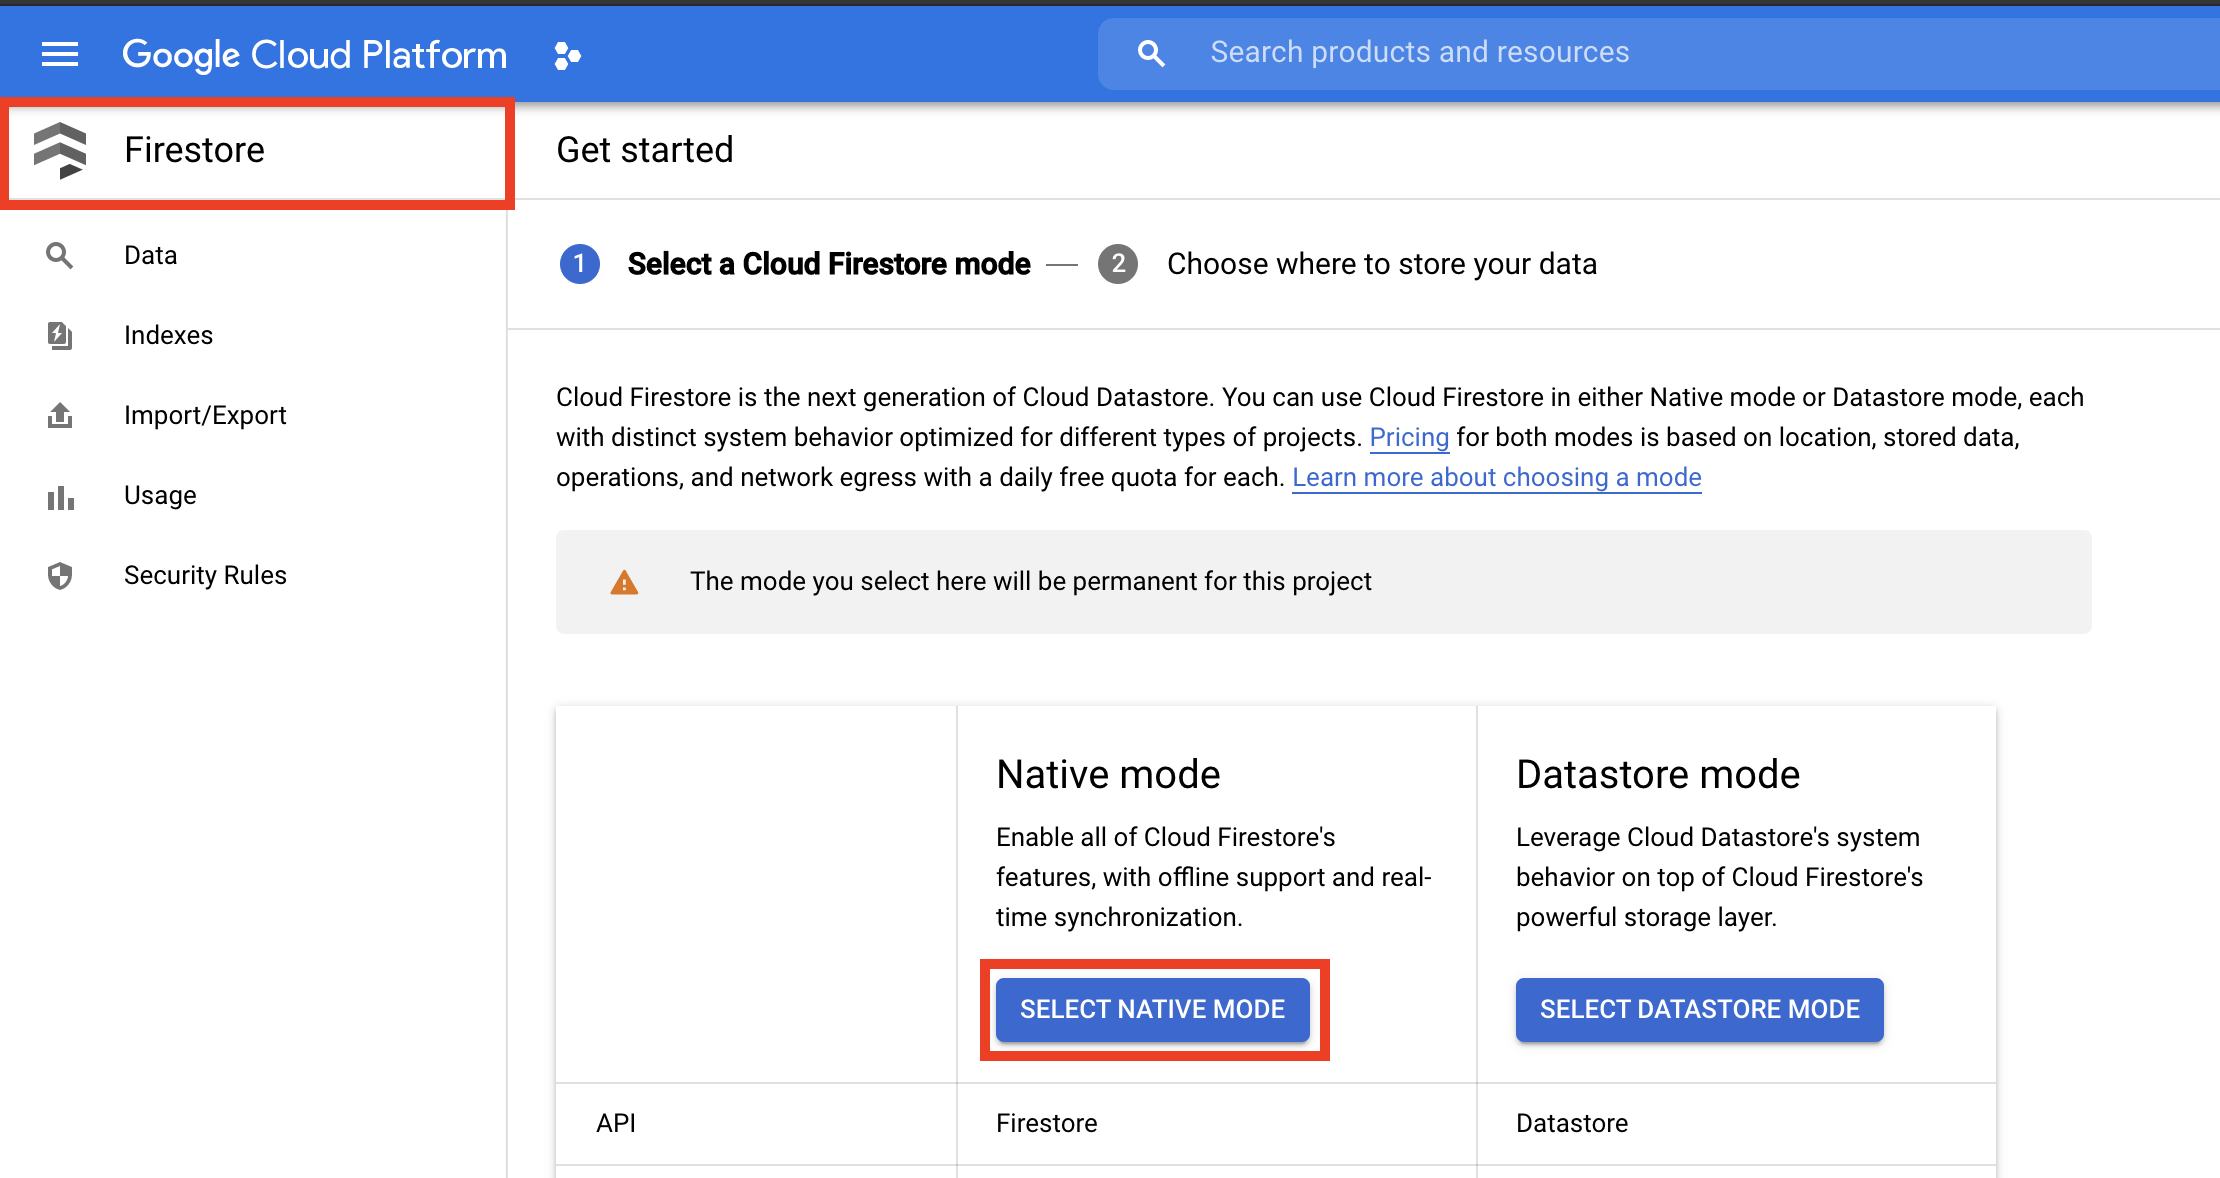 Google Cloud Platform
Search products and resources
Firestore
Get started
Data
Indexes
Import/Export
Usage
Security Rules
1 Select a Cloud Firestore mode — 2 Choose where to store your data
Cloud Firestore is the next generation of Cloud Datastore. You can use Cloud Firestore in either Native mode or Datastore mode, each
with distinct system behavior optimized for different types of projects. Pricing for both modes is based on location, stored data,
operations, and network egress with a daily free quota for each. Learn more about choosing a mode
The mode you select here will be permanent for this project
Native mode
Enable all of Cloud Firestore's
features, with offline support and real-
time synchronization.
SELECT NATIVE MODE
Datastore mode
Leverage Cloud Datastore's system
behavior on top of Cloud Firestore's
powerful storage layer.
SELECT DATASTORE MODE
API
Firestore
Datastore